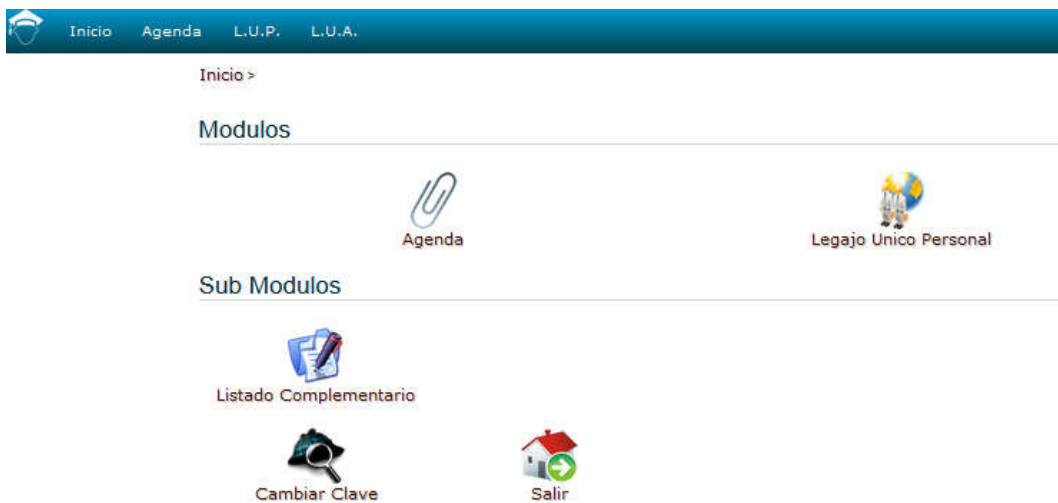 Inicio Agenda L.U.P. L.U.A.
Inicio >
Modulos
Agenda Legajo Unico Personal
Sub Modulos
Listado Complementario
Cambiar Clave Salir